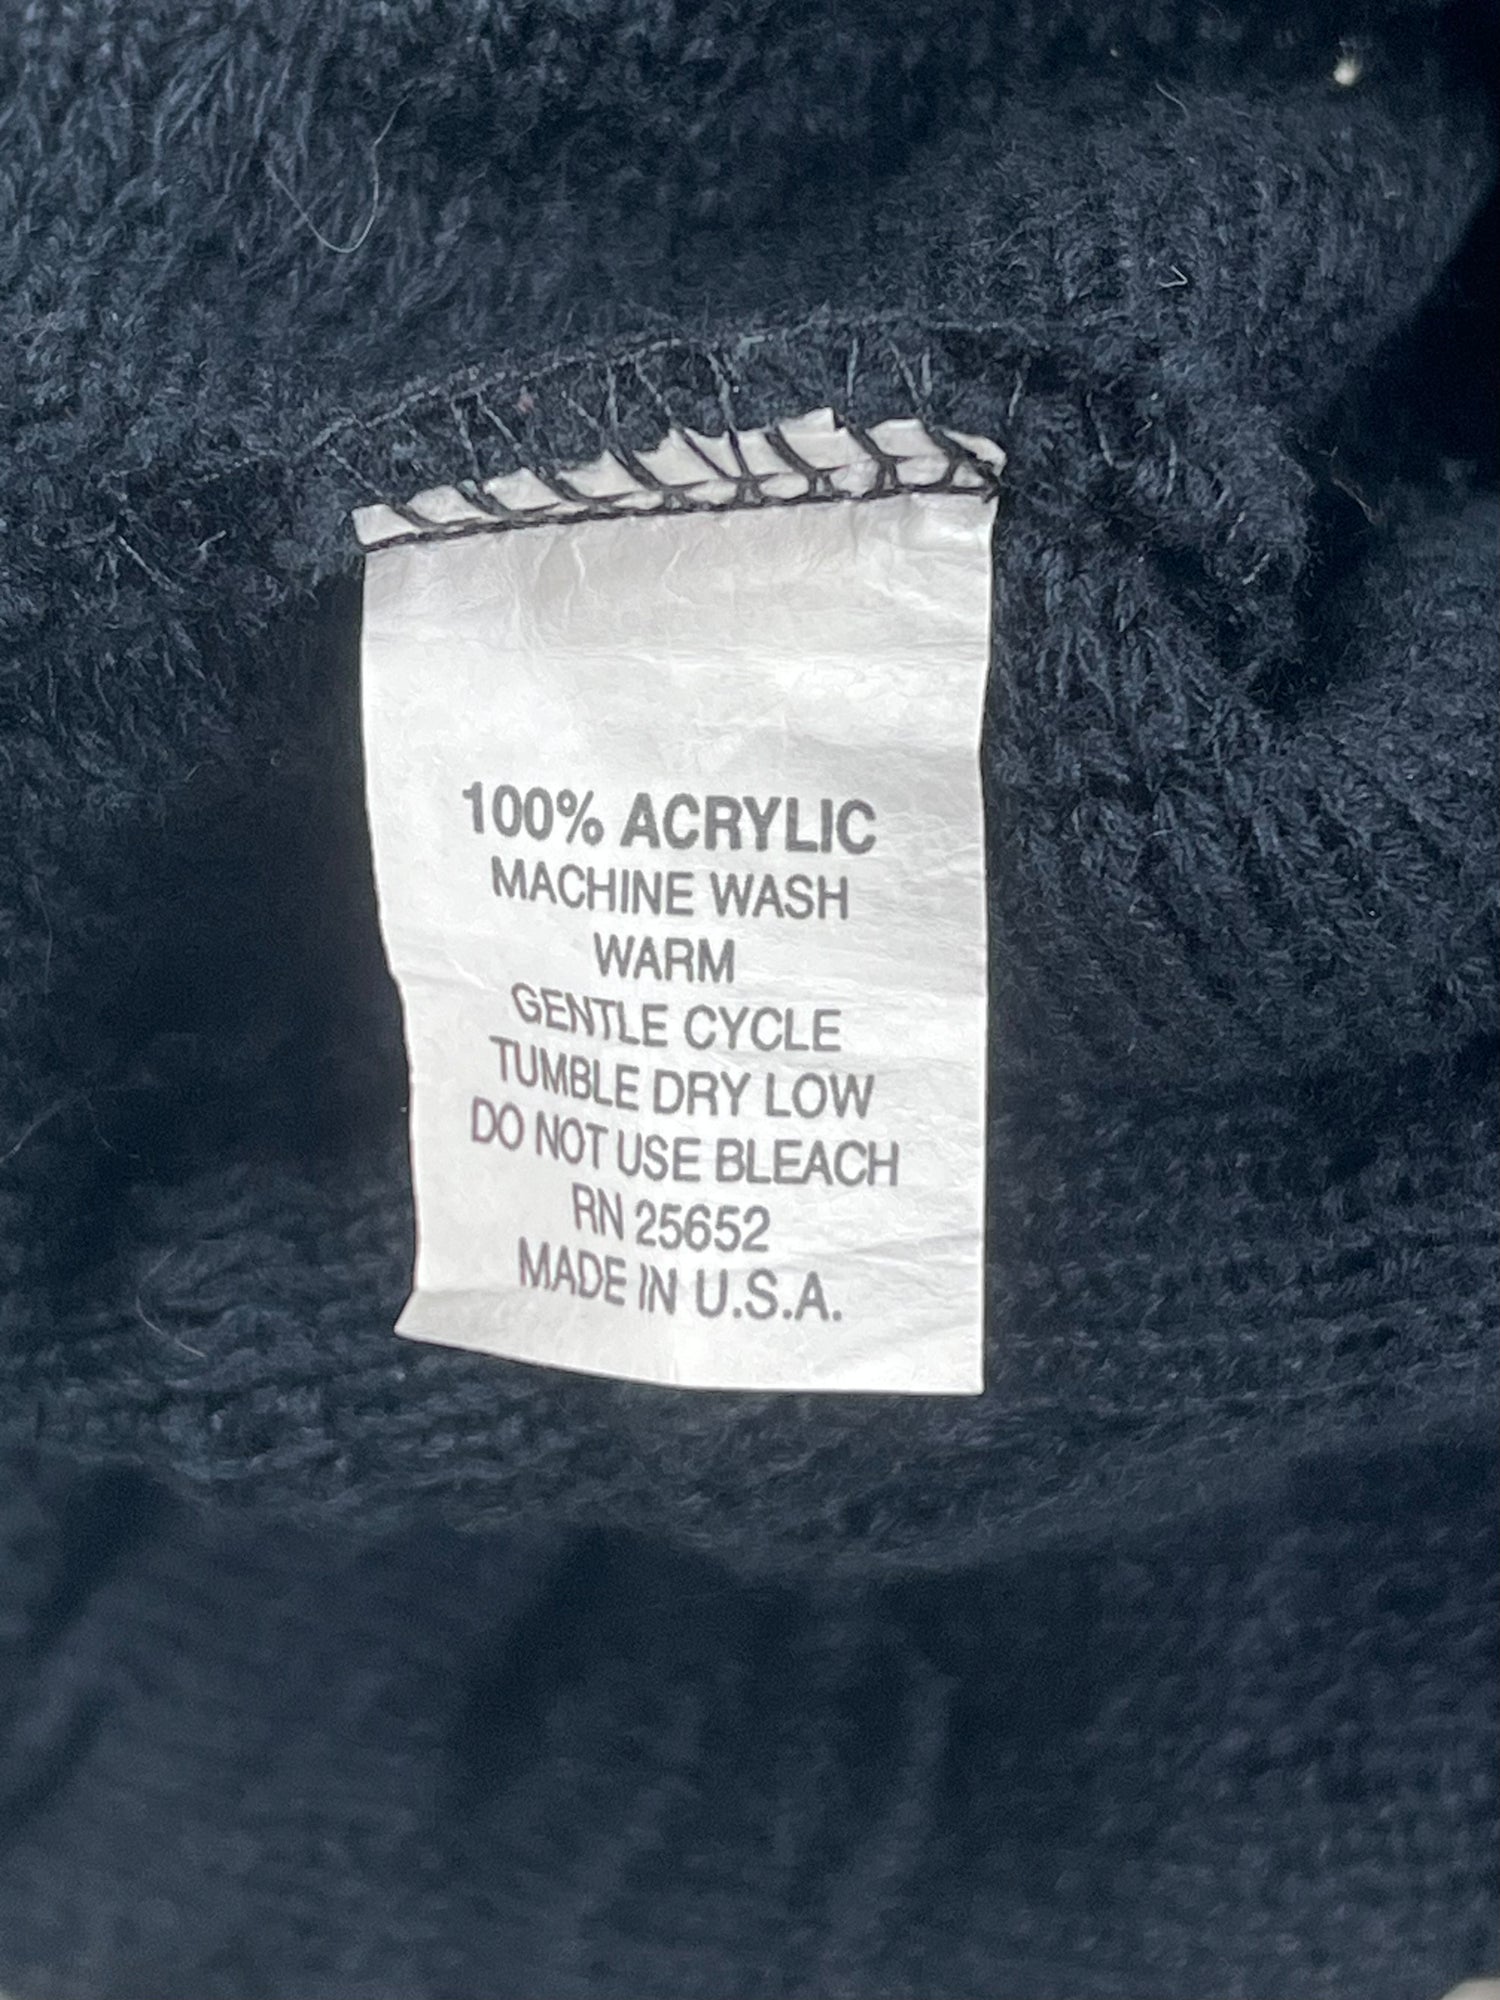 100% ACRYLIC
MACHINE WASH
WARM
GENTLE CYCLE
TUMBLE DRY LOW
DO NOT USE BLEACH
RN 25652
MADE IN U.S.A.